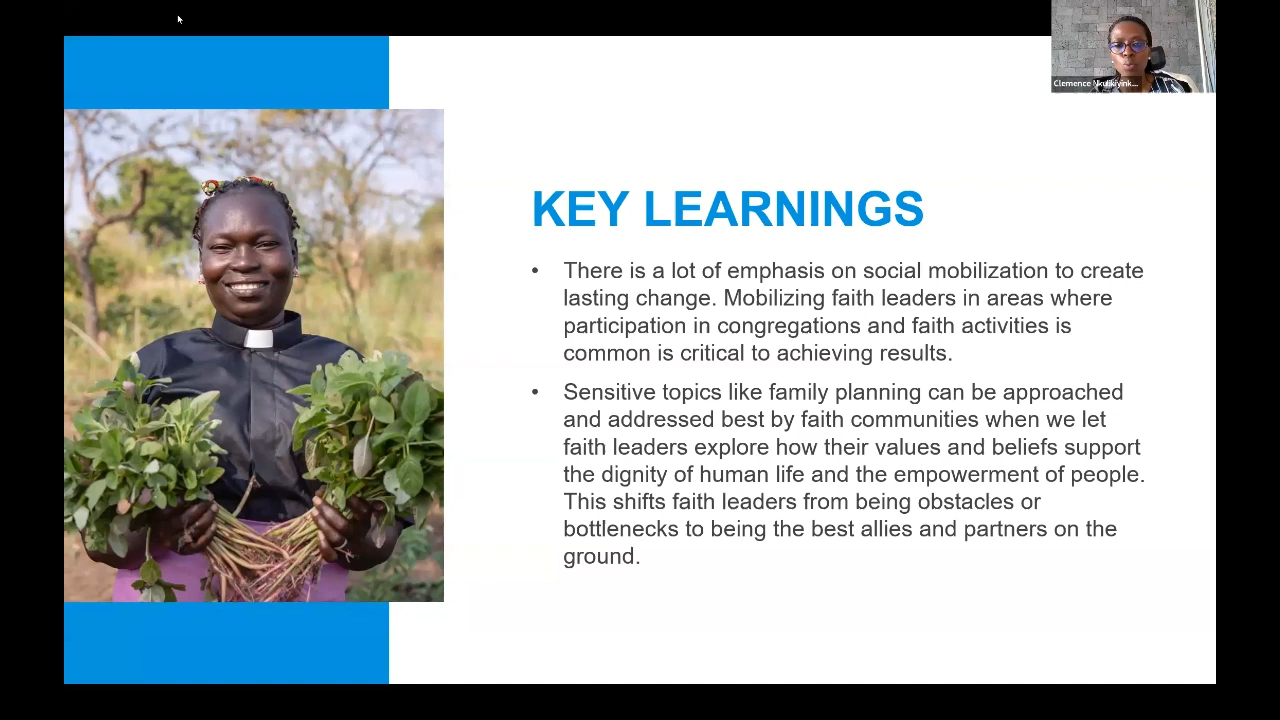 Clemence Nkulikiyink...
KEY LEARNINGS
• There is a lot of emphasis on social mobilization to create
lasting change. Mobilizing faith leaders in areas where
participation in congregations and faith activities is
common is critical to achieving results.
• Sensitive topics like family planning can be approached
and addressed best by faith communities when we let
faith leaders explore how their values and beliefs support
the dignity of human life and the empowerment of people.
This shifts faith leaders from being obstacles or
bottlenecks to being the best allies and partners on the
ground.